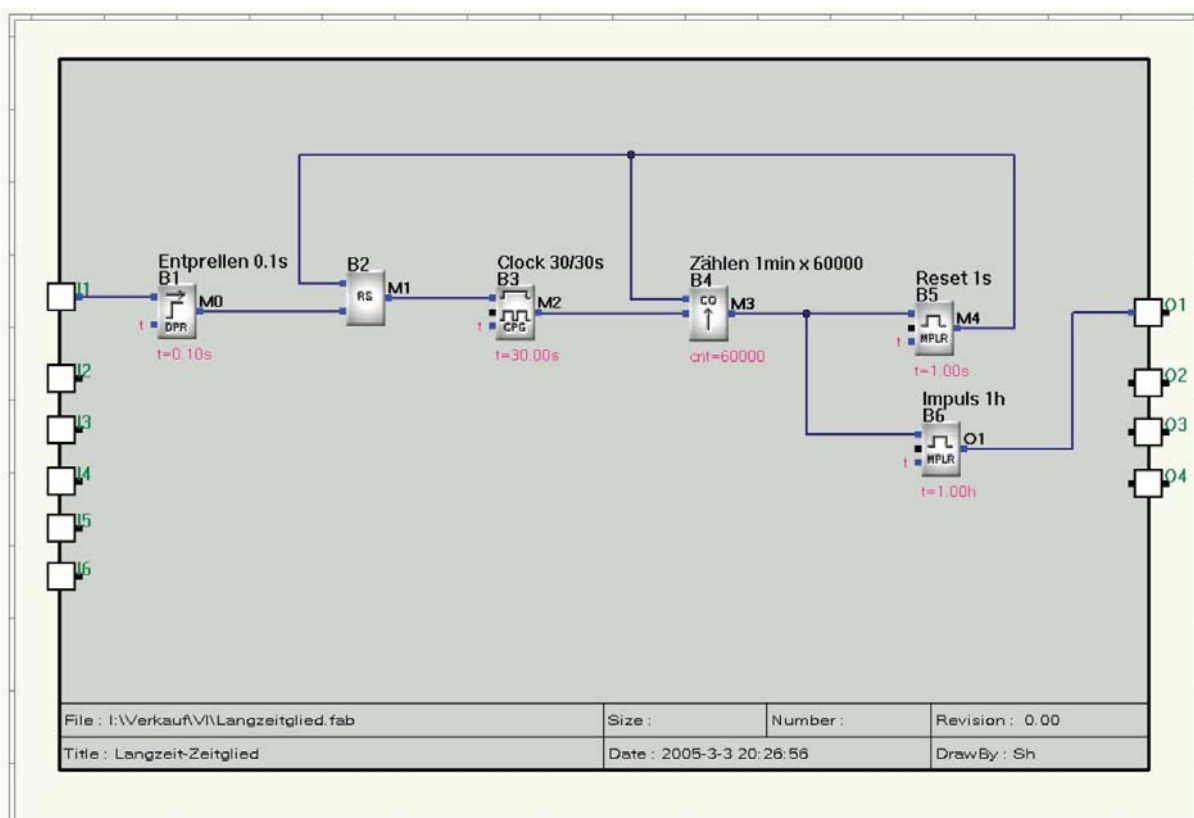 Entprellen 0.1s
B1
I1
M0
DPR
t
t=0.10s
B2
RS
M1
Clock 30/30s
B3
M2
CPG
t
t=30.00s
Zählen 1min x 60000
B4
CO
M3
cnt=60000
Reset 1s
B5
M4
MPLR
t
t=1.00s
Impuls 1h
B6
O1
MPLR
t
t=1.00h
I2
I3
I4
I5
I6
O1
O2
O3
O4
File : I:\Verkauf\VI\Langzeitglied.fab
Size :
Number :
Revision : 0.00
Title : Langzeit-Zeitglied
Date : 2005-3-3 20:26:56
DrawBy : Sh